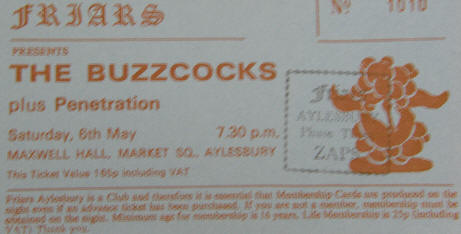 FRIARS
Nº 1010
PRESENTS
THE BUZZCOCKS
plus Penetration
Saturday, 6th May 7.30 p.m.
MAXWELL HALL, MARKET SQ., AYLESBURY
This Ticket Value 165p including VAT
Friars
AYLESBURY
Please
ZAPS
Friars Aylesbury is a Club and therefore it is essential that Membership Cards are produced on the
night even if an advance ticket has been purchased. If you are not a member, membership must be
obtained on the night. Minimum age for membership is 16 years. Life Membership is 25p (including
VAT) Thank you.